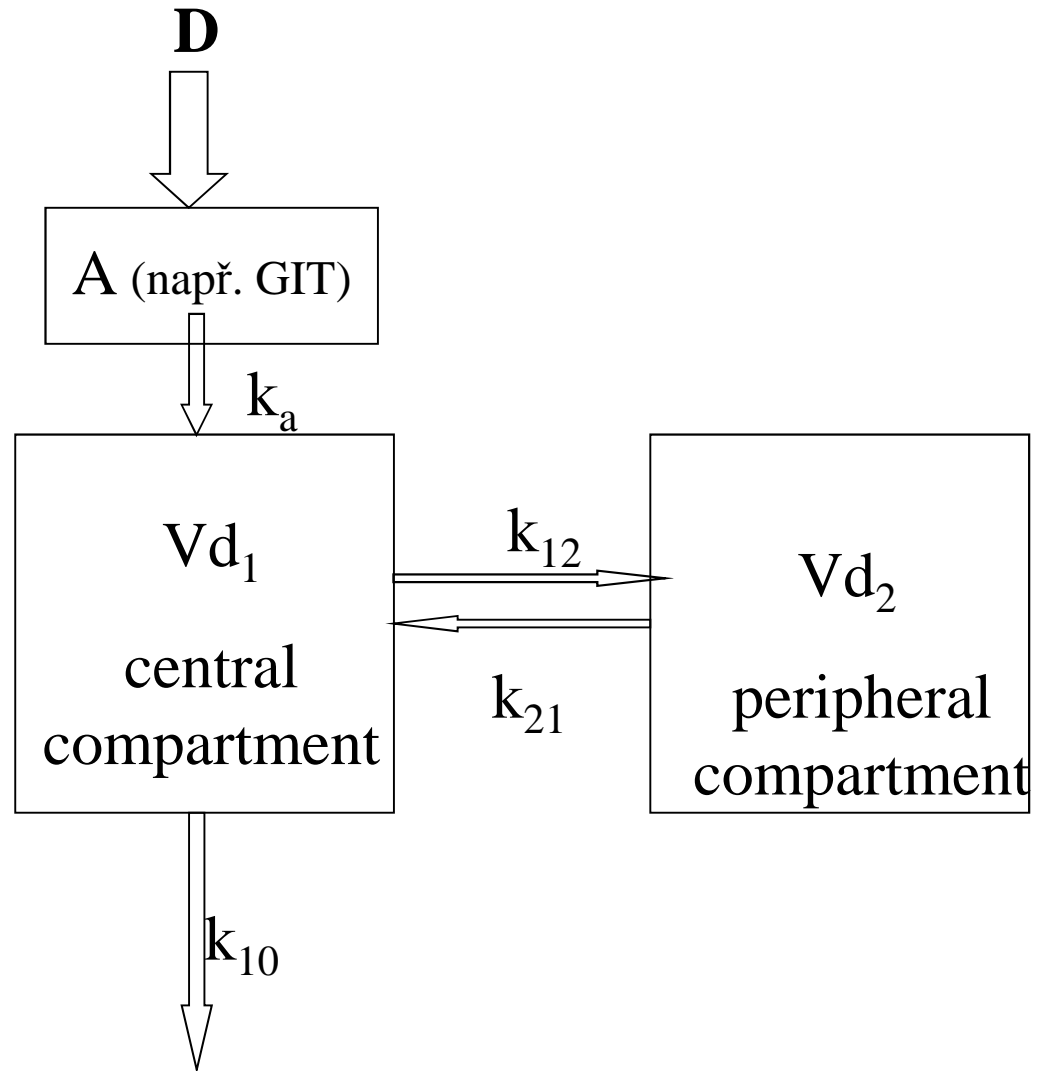 D
A (např. GIT)
kₐ
Vd₁
central
compartment
k₁₂
k₂₁
Vd₂
peripheral
compartment
k₁₀